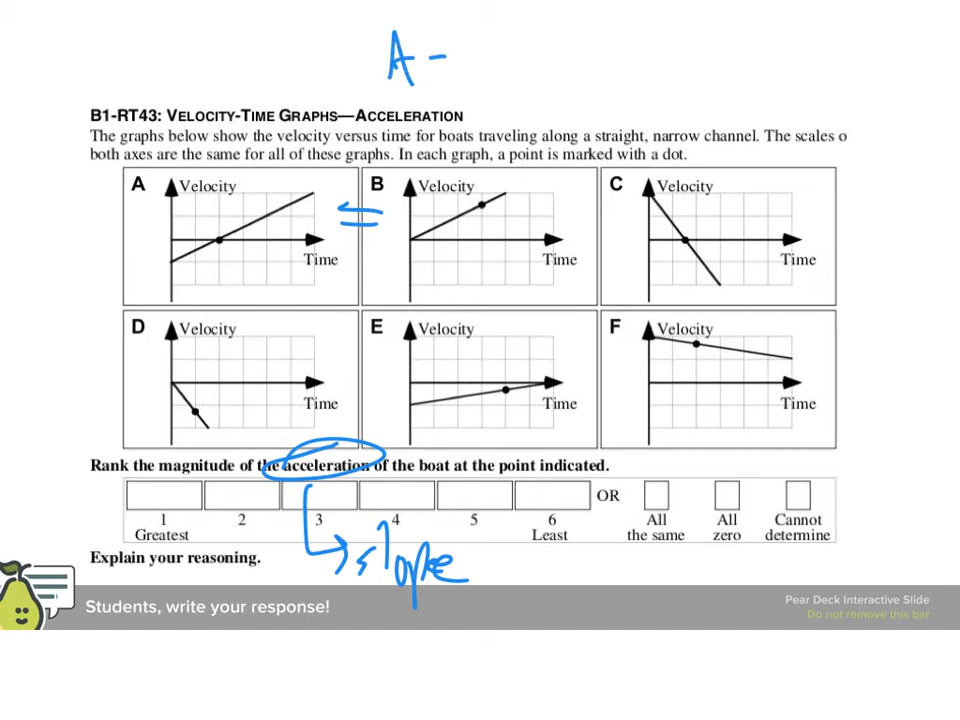 A -
B1-RT43: VELOCITY-TIME GRAPHS—ACCELERATION
The graphs below show the velocity versus time for boats traveling along a straight, narrow channel. The scales o
both axes are the same for all of these graphs. In each graph, a point is marked with a dot.
A Velocity B Velocity C Velocity
=
Time Time Time
D Velocity E Velocity F Velocity
Time Time Time
Rank the magnitude of the acceleration of the boat at the point indicated.
OR
1 2 3 4 5 6 All All Cannot
Greatest Least the same zero determine
slope
Explain your reasoning.
Students, write your response!
Pear Deck Interactive Slide
Do not remove this bar